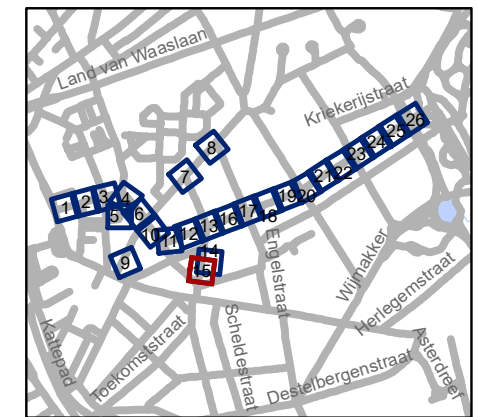 Land van Waaslaan
Kriekerijstraat
1
2
3
4
5
6
7
8
9
10
11
12
13
14
15
16
17
18
19
20
21
22
23
24
25
26
Engelstraat
Wijmakker
Herlegemstraat
Scheldestraat
Toekomststraat
Kattepad
Destelbergenstraat
Asterdreef